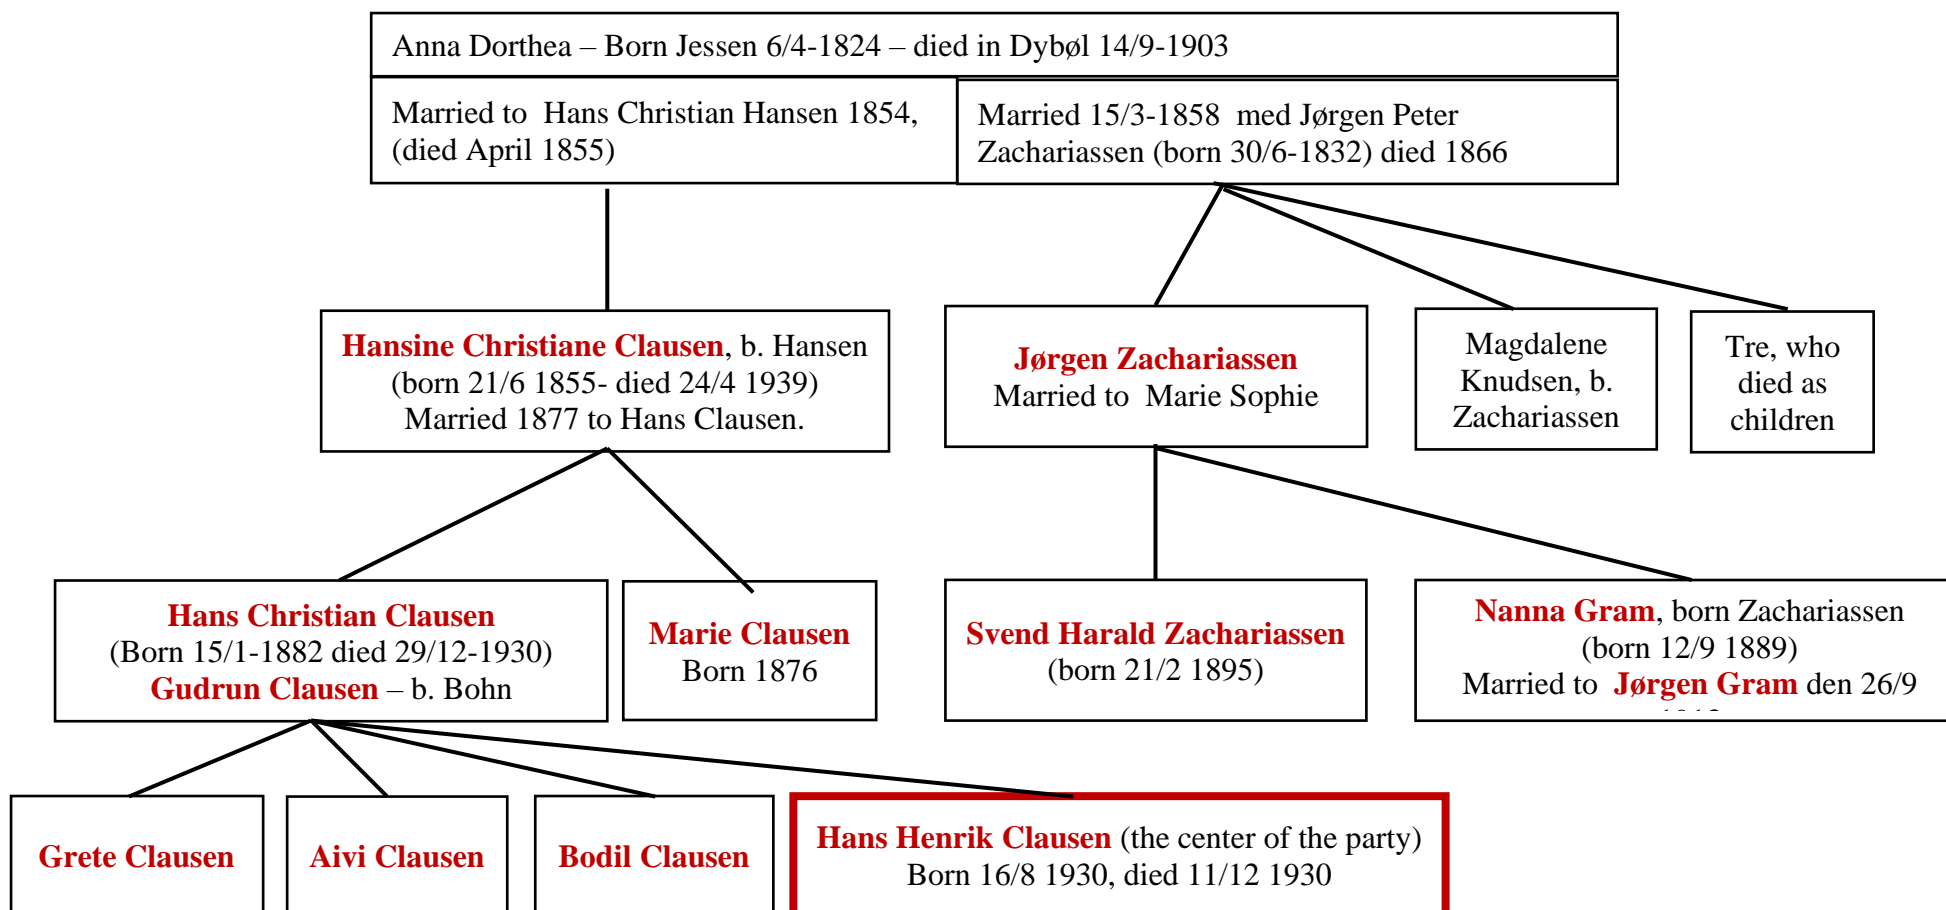 Anna Dorthea – Born Jessen 6/4-1824 – died in Dybøl 14/9-1903
Married to Hans Christian Hansen 1854,
(died April 1855)
Married 15/3-1858 med Jørgen Peter
Zachariassen (born 30/6-1832) died 1866
Hansine Christiane Clausen, b. Hansen
(born 21/6 1855- died 24/4 1939)
Married 1877 to Hans Clausen.
Jørgen Zachariassen
Married to Marie Sophie
Magdalene
Knudsen, b.
Zachariassen
Tre, who
died as
children
Hans Christian Clausen
(Born 15/1-1882 died 29/12-1930)
Gudrun Clausen – b. Bohn
Marie Clausen
Born 1876
Svend Harald Zachariassen
(born 21/2 1895)
Nanna Gram, born Zachariassen
(born 12/9 1889)
Married to Jørgen Gram den 26/9
Grete Clausen
Aivi Clausen
Bodil Clausen
Hans Henrik Clausen (the center of the party)
Born 16/8 1930, died 11/12 1930